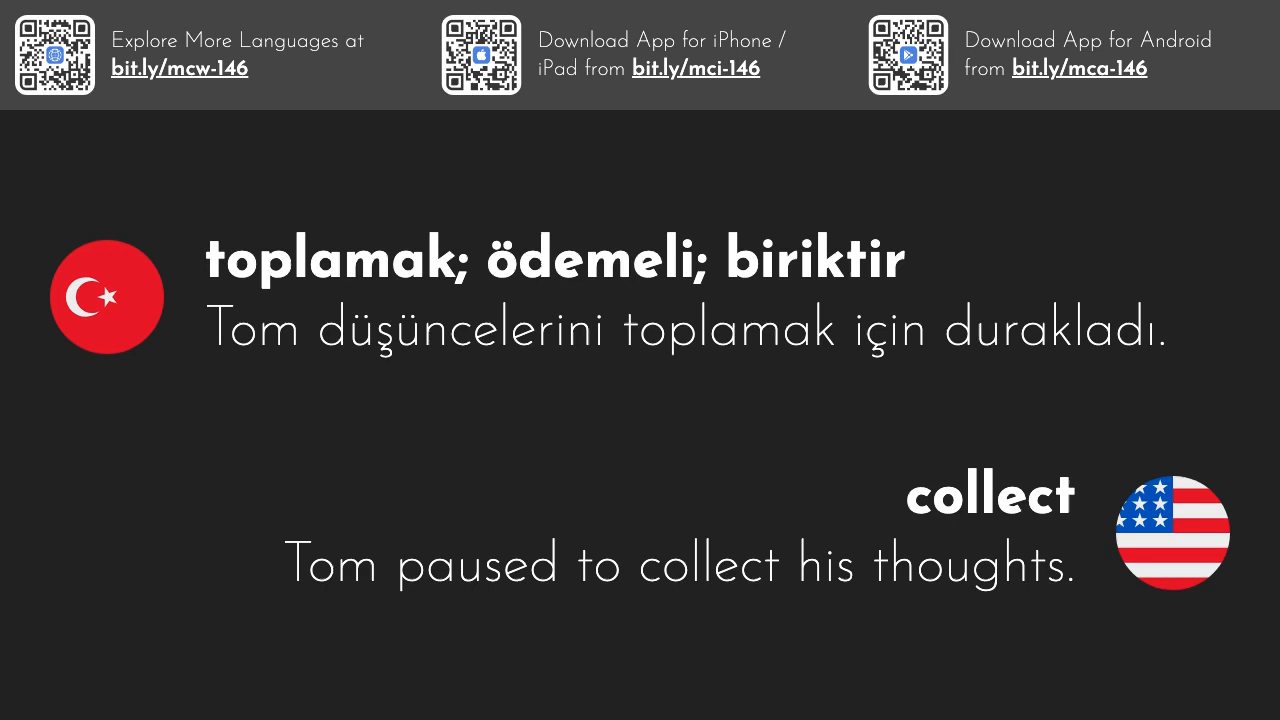 Explore More Languages at
bit.ly/mcw-146
Download App for iPhone /
iPad from bit.ly/mci-146
Download App for Android
from bit.ly/mca-146
toplamak; ödemeli; biriktir
Tom düşüncelerini toplamak için durakladı.
collect
Tom paused to collect his thoughts.